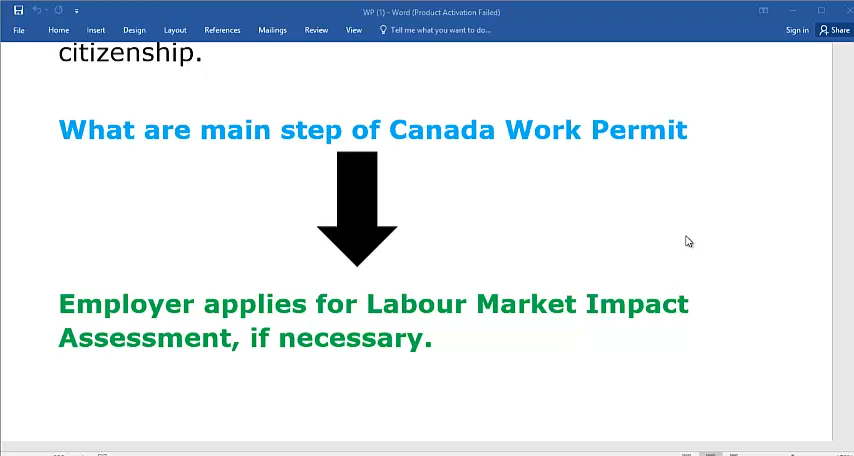 WP (1) - Word (Product Activation Failed)
File Home Insert Design Layout References Mailings Review View Tell me what you want to do... Sign in Share
citizenship.
What are main step of Canada Work Permit
Employer applies for Labour Market Impact
Assessment, if necessary.